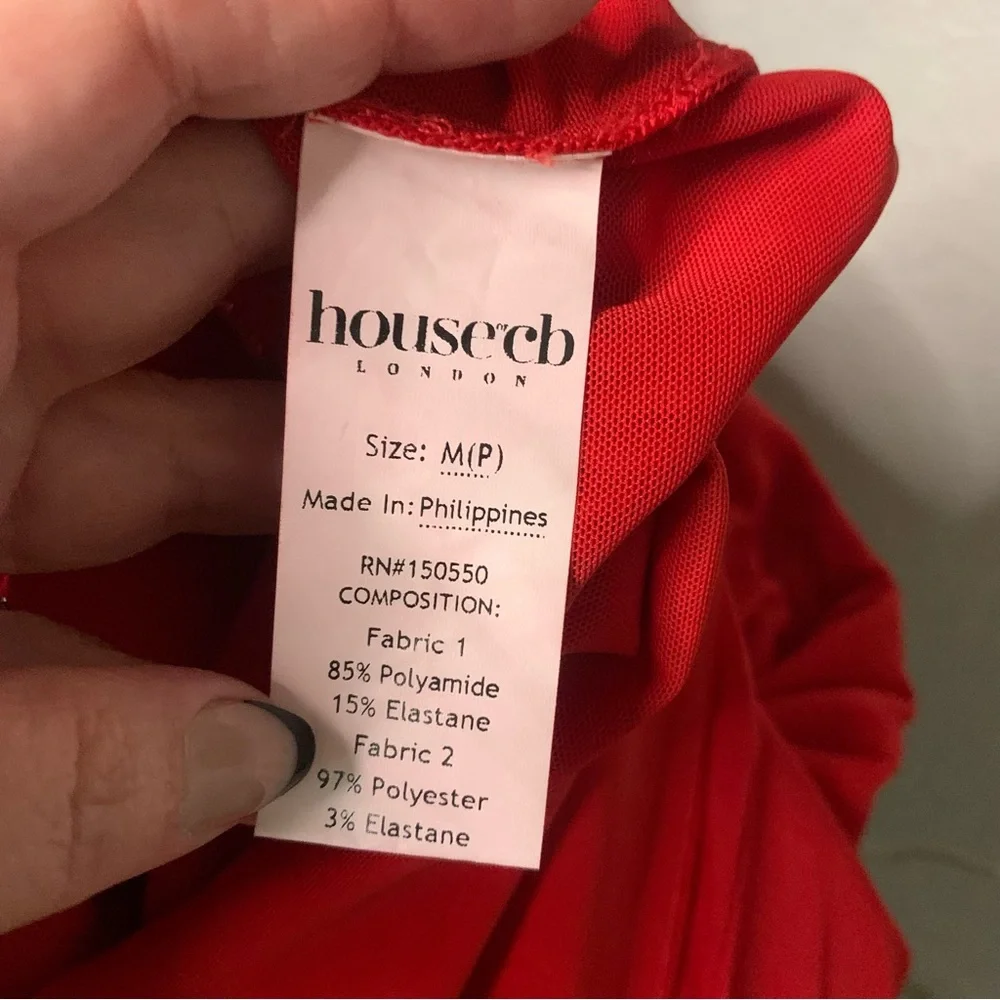 house of cb
LONDON
Size: M(P)
Made In: Philippines
RN#150550
COMPOSITION:
Fabric 1
85% Polyamide
15% Elastane
Fabric 2
97% Polyester
3% Elastane